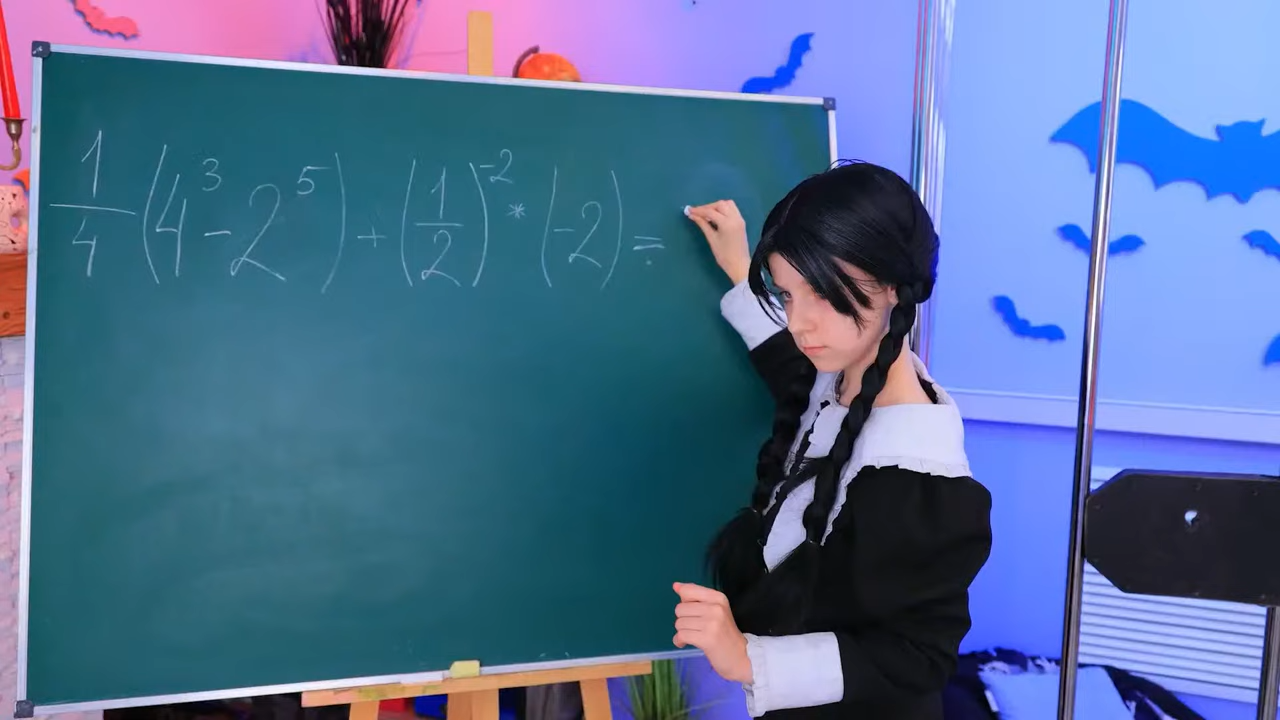 1/4 (4³ - 2⁵) + (1/2)⁻² * (-2) =